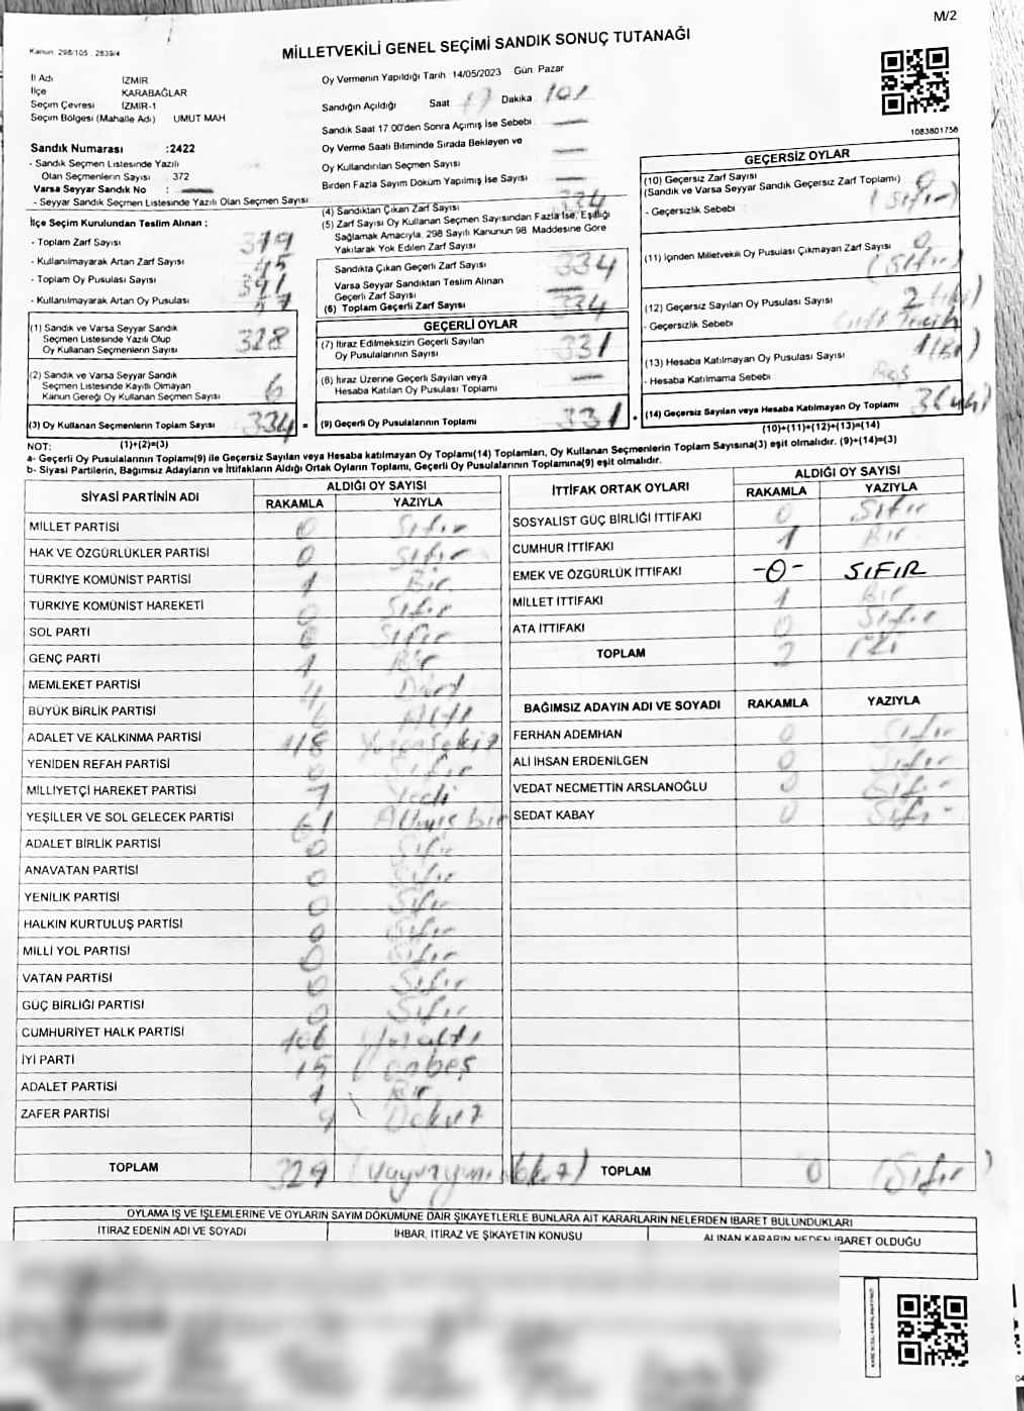 M/2
Kanun: 298/105 , 2839/4
MİLLETVEKİLİ GENEL SEÇİMİ SANDIK SONUÇ TUTANAĞI
İl Adı İZMİR
İlçe KARABAĞLAR
Seçim Çevresi İZMİR-1
Seçim Bölgesi (Mahalle Adı) UMUT MAH
Oy Vermenin Yapıldığı Tarih 14/05/2023 Gün Pazar
Sandığın Açıldığı Saat 17 Dakika
Sandık Saat 17.00'den Sonra Açımış İse Sebebi
Oy Verme Saati Bitiminde Sırada Bekleyen ve
Oy Kullandırılan Seçmen Sayısı
Birden Fazla Sayım Döküm Yapılmış İse Sayısı
1083801756
Sandık Numarası :2422
- Sandık Seçmen Listesinde Yazılı
Olan Seçmenlerin Sayısı 372
Varsa Seyyar Sandık No :
- Seyyar Sandık Seçmen Listesinde Yazılı Olan Seçmen Sayısı
İlçe Seçim Kurulundan Teslim Alınan :
- Toplam Zarf Sayısı 379
- Kullanılmayarak Artan Zarf Sayısı 45
- Toplam Oy Pusulası Sayısı 391
- Kullanılmayarak Artan Oy Pusulası 57
(4) Sandıktan Çıkan Zarf Sayısı 334
(5) Zarf Sayısı Oy Kullanan Seçmen Sayısından Fazla İse, Eşitliği
Sağlamak Amacıyla, 298 Sayılı Kanunun 98. Maddesine Göre
Yakılarak Yok Edilen Zarf Sayısı
Sandıkta Çıkan Geçerli Zarf Sayısı 334
Varsa Seyyar Sandıktan Teslim Alınan
Geçerli Zarf Sayısı
(6) Toplam Geçerli Zarf Sayısı 334
GEÇERSİZ OYLAR
(10) Geçersiz Zarf Sayısı 0
(Sandık ve Varsa Seyyar Sandık Geçersiz Zarf Toplamı) (Sıfır)
- Geçersizlik Sebebi
(11) İçinden Milletvekili Oy Pusulası Çıkmayan Zarf Sayısı 0
(Sıfır)
(12) Geçersiz Sayılan Oy Pusulası Sayısı 2 (iki)
- Geçersizlik Sebebi Çift Tercih
(13) Hesaba Katılmayan Oy Pusulası Sayısı 1 (Bir)
- Hesaba Katılmama Sebebi Boş
(14) Geçersiz Sayılan veya Hesaba Katılmayan Oy Toplamı 3
(10)+(11)+(12)+(13)=(14)
(1) Sandık ve Varsa Seyyar Sandık
Seçmen Listesinde Yazılı Olup
Oy Kullanan Seçmenlerin Sayısı 328
(2) Sandık ve Varsa Seyyar Sandık
Seçmen Listesinde Kayıtlı Olmayan
Kanun Gereği Oy Kullanan Seçmen Sayısı 6
(3) Oy Kullanan Seçmenlerin Toplam Sayısı 334
(1)+(2)=(3)
GEÇERLİ OYLAR
(7) İtiraz Edilmeksizin Geçerli Sayılan
Oy Pusulalarının Sayısı 331
(8) İtiraz Üzerine Geçerli Sayılan veya
Hesaba Katılan Oy Pusulası Toplamı
(9) Geçerli Oy Pusulalarının Toplamı 331
NOT:
a- Geçerli Oy Pusulalarının Toplamı(9) ile Geçersiz Sayılan veya Hesaba katılmayan Oy Toplamı(14) Toplamları, Oy Kullanan Seçmenlerin Toplam Sayısına(3) eşit olmalıdır. (9)+(14)=(3)
b- Siyasi Partilerin, Bağımsız Adayların ve İttifakların Aldığı Ortak Oyların Toplamı, Geçerli Oy Pusulalarının Toplamına(9) eşit olmalıdır.
SİYASİ PARTİNİN ADI ALDIĞI OY SAYISI
RAKAMLA YAZIYLA
MİLLET PARTİSİ 0 Sıfır
HAK VE ÖZGÜRLÜKLER PARTİSİ 0 Sıfır
TÜRKİYE KOMÜNİST PARTİSİ 1 Bir
TÜRKİYE KOMÜNİST HAREKETİ 0 Sıfır
SOL PARTİ 0 Sıfır
GENÇ PARTİ 1 Bir
MEMLEKET PARTİSİ 4 Dört
BÜYÜK BİRLİK PARTİSİ 6 Altı
ADALET VE KALKINMA PARTİSİ 118 Yüzonsekiz
YENİDEN REFAH PARTİSİ 0 Sıfır
MİLLİYETÇİ HAREKET PARTİSİ 7 Yedi
YEŞİLLER VE SOL GELECEK PARTİSİ 61 Altmış bir
ADALET BİRLİK PARTİSİ 0 Sıfır
ANAVATAN PARTİSİ 0 Sıfır
YENİLİK PARTİSİ 0 Sıfır
HALKIN KURTULUŞ PARTİSİ 0 Sıfır
MİLLİ YOL PARTİSİ 0 Sıfır
VATAN PARTİSİ 0 Sıfır
GÜÇ BİRLİĞİ PARTİSİ 0 Sıfır
CUMHURİYET HALK PARTİSİ 106 Yüzaltı
İYİ PARTİ 15 Onbeş
ADALET PARTİSİ 1 Bir
ZAFER PARTİSİ 9 Dokuz
TOPLAM 329
İTTİFAK ORTAK OYLARI ALDIĞI OY SAYISI
RAKAMLA YAZIYLA
SOSYALİST GÜÇ BİRLİĞİ İTTİFAKI 0 Sıfır
CUMHUR İTTİFAKI 1 Bir
EMEK VE ÖZGÜRLÜK İTTİFAKI -0- SIFIR
MİLLET İTTİFAKI 1 Bir
ATA İTTİFAKI 0 Sıfır
TOPLAM 2 İki
BAĞIMSIZ ADAYIN ADI VE SOYADI RAKAMLA YAZIYLA
FERHAN ADEMHAN 0 Sıfır
ALİ İHSAN ERDENİLGEN 0 Sıfır
VEDAT NECMETTİN ARSLANOĞLU 0 Sıfır
SEDAT KABAY 0 Sıfır
TOPLAM 0 (Sıfır)
OYLAMA İŞ VE İŞLEMLERİNE VE OYLARIN SAYIM DÖKÜMÜNE DAİR ŞİKAYETLERLE BUNLARA AİT KARARLARIN NELERDEN İBARET BULUNDUKLARI
İTİRAZ EDENİN ADI VE SOYADI İHBAR, İTİRAZ VE ŞİKAYETİN KONUSU ALINAN KARARIN NEDEN İBARET OLDUĞU